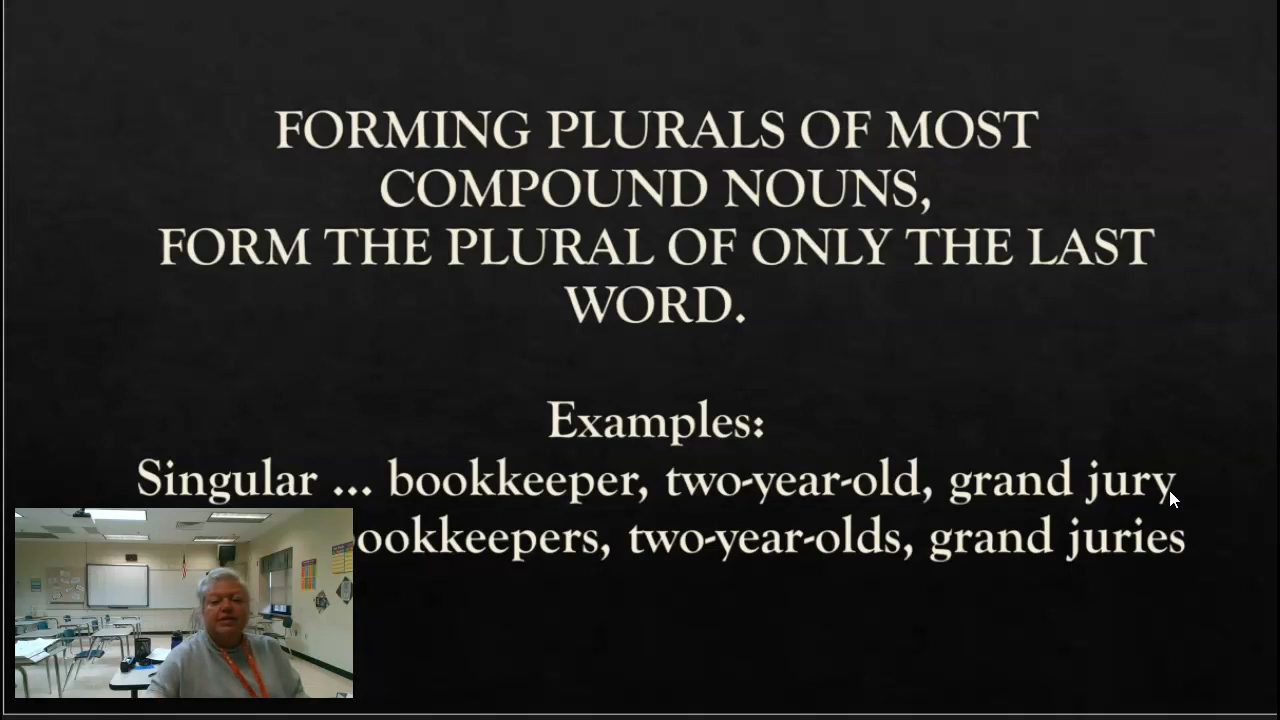 FORMING PLURALS OF MOST
COMPOUND NOUNS,
FORM THE PLURAL OF ONLY THE LAST
WORD.
Examples:
Singular ... bookkeeper, two-year-old, grand jury
ookkeepers, two-year-olds, grand juries